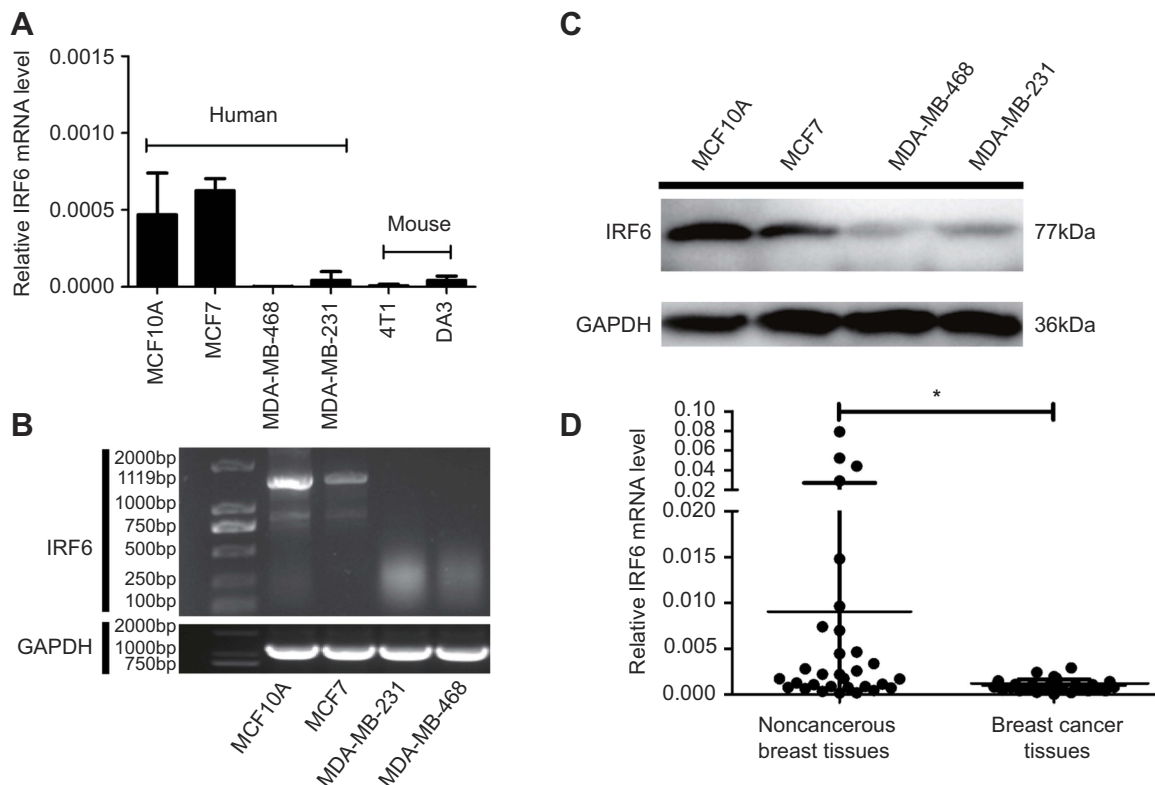 A
Relative IRF6 mRNA level
0.0015
0.0010
0.0005
0.0000
Human
Mouse
MCF10A
MCF7
MDA-MB-468
MDA-MB-231
4T1
DA3
B
IRF6
2000bp
1119bp
1000bp
750bp
500bp
250bp
100bp
GAPDH
2000bp
1000bp
750bp
MCF10A
MCF7
MDA-MB-231
MDA-MB-468
C
MCF10A
MCF7
MDA-MB-468
MDA-MB-231
IRF6
77kDa
GAPDH
36kDa
D
Relative IRF6 mRNA level
0.10
0.08
0.06
0.04
0.02
0.020
0.015
0.010
0.005
0.000
*
Noncancerous
breast tissues
Breast cancer
tissues